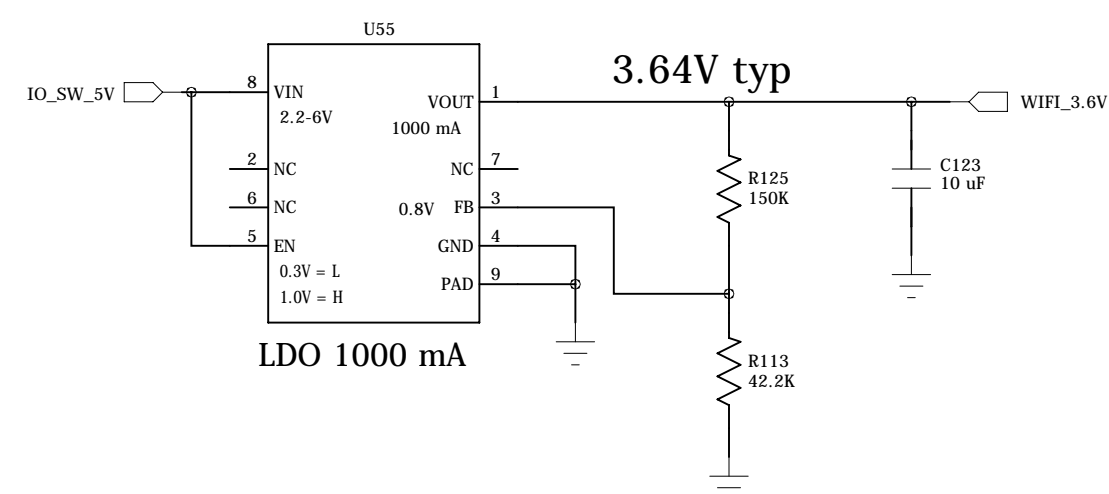 U55
3.64V typ
IO_SW_5V
8
VIN
2.2-6V
VOUT
1
1000 mA
WIFI_3.6V
2
NC
NC
7
C123
10 uF
R125
150K
6
NC
0.8V
FB
3
5
EN
GND
4
0.3V = L
1.0V = H
PAD
9
LDO 1000 mA
R113
42.2K